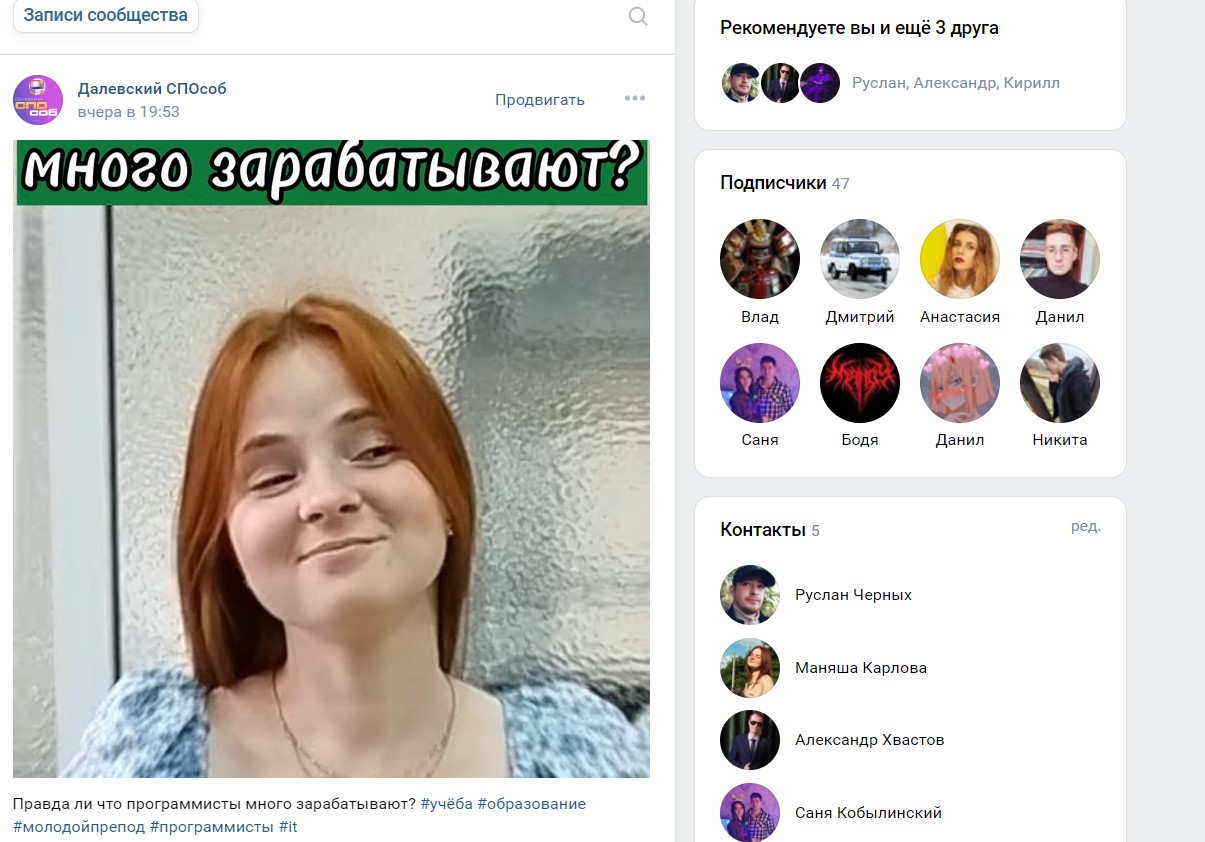 Записи сообщества
Далевский СПОсоб
вчера в 19:53
Продвигать
СПО
СОБ
много зарабатывают?
Правда ли что программисты много зарабатывают? #учёба #образование
#молодойпрепод #программисты #it
Рекомендуете вы и ещё 3 друга
Руслан, Александр, Кирилл
Подписчики 47
Влад
Дмитрий
Анастасия
Данил
Саня
Бодя
Данил
Никита
Контакты 5
ред.
Руслан Черных
Маняша Карлова
Александр Хвастов
Саня Кобылинский